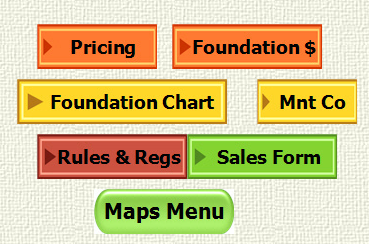 Pricing
Foundation $
Foundation Chart
Mnt Co
Rules & Regs
Sales Form
Maps Menu